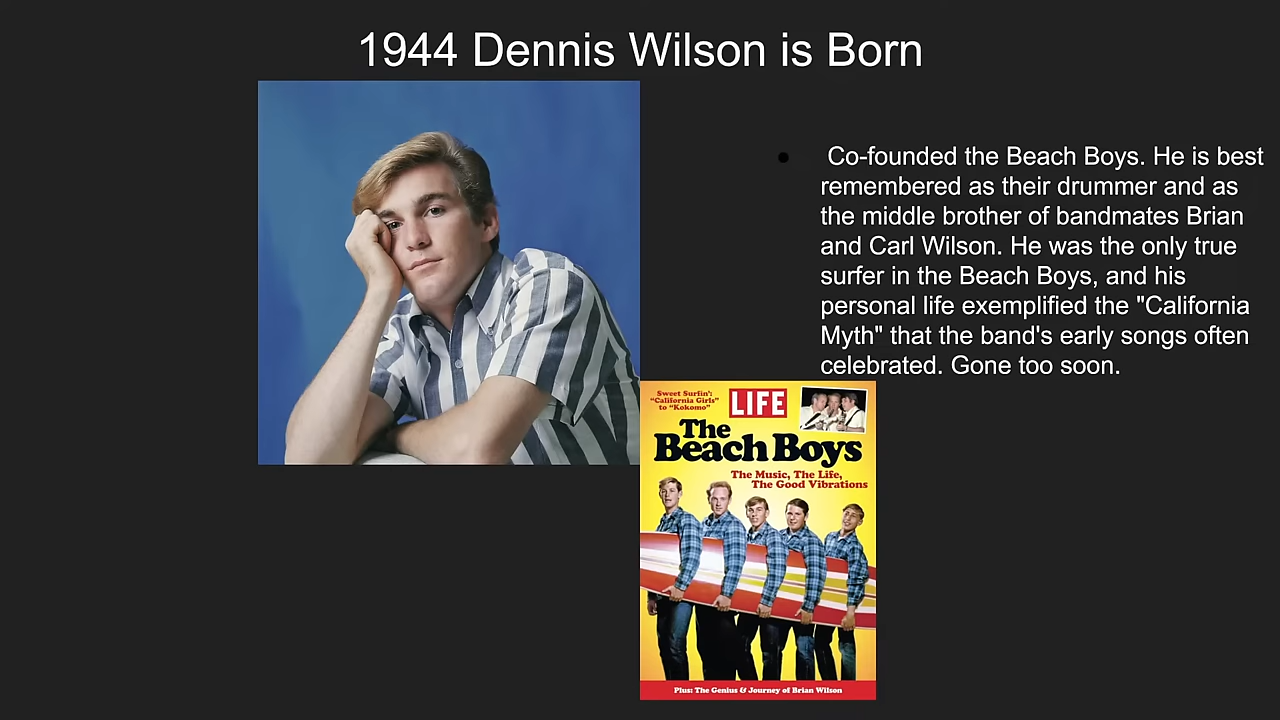 1944 Dennis Wilson is Born
Co-founded the Beach Boys. He is best
remembered as their drummer and as
the middle brother of bandmates Brian
and Carl Wilson. He was the only true
surfer in the Beach Boys, and his
personal life exemplified the "California
Myth" that the band's early songs often
celebrated. Gone too soon.
Sweet Surfin':
"California Girls"
to "Kokomo"
LIFE
The
Beach Boys
The Music, The Life,
The Good Vibrations
Plus: The Genius & Journey of Brian Wilson